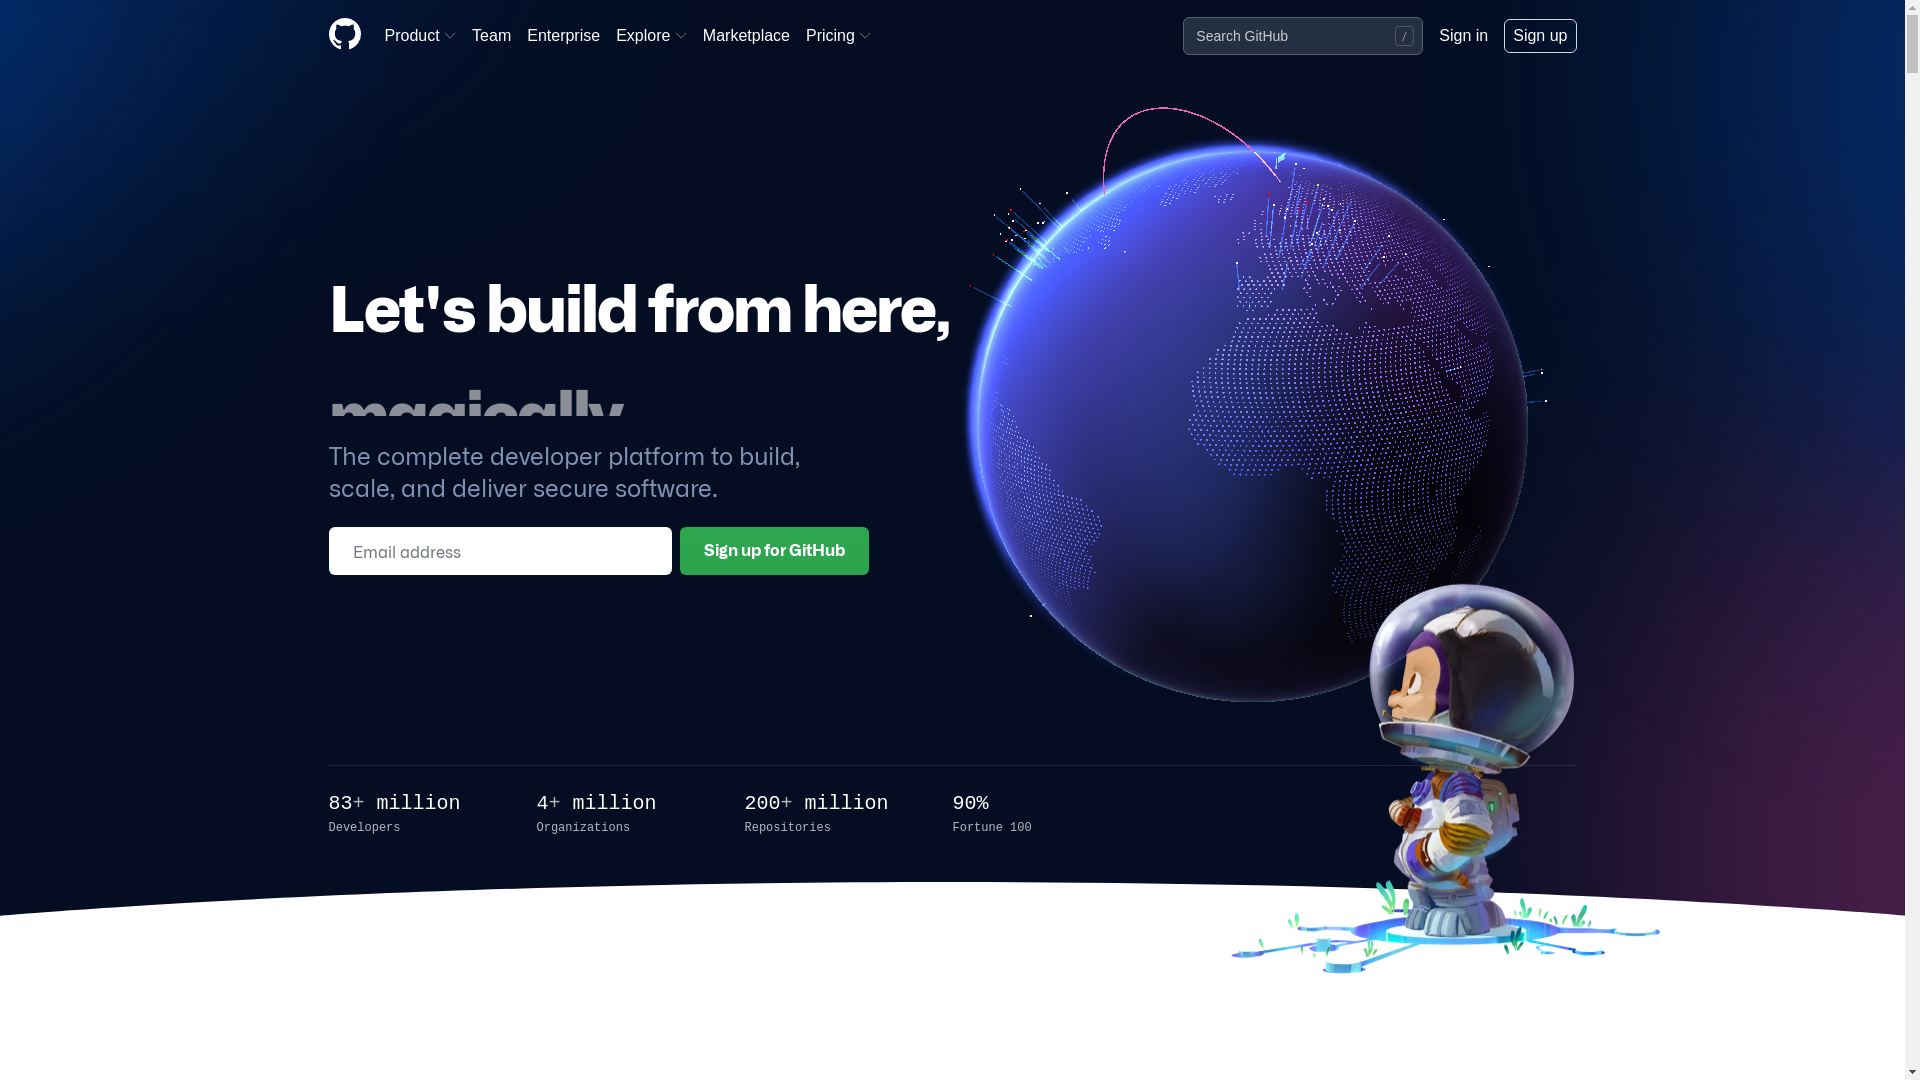 Product
Team
Enterprise
Explore
Marketplace
Pricing
Search GitHub
/
Sign in
Sign up
Let's build from here,
magically
The complete developer platform to build,
scale, and deliver secure software.
Email address
Sign up for GitHub
83+ million
4+ million
200+ million
90%
Developers
Organizations
Repositories
Fortune 100